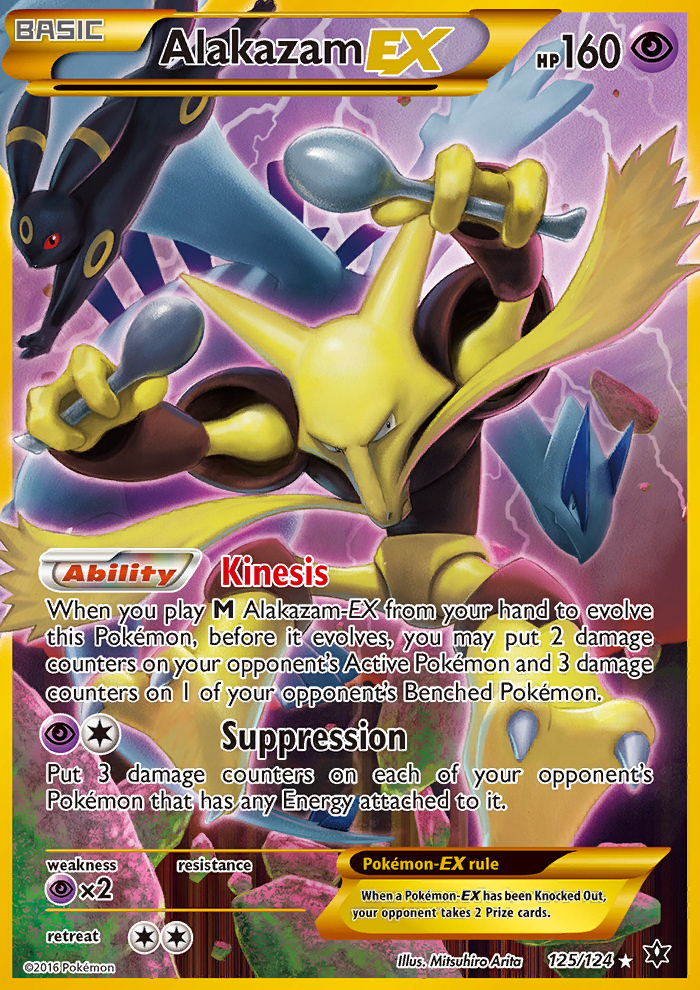 BASIC
Alakazam EX HP160
Ability Kinesis
When you play M Alakazam-EX from your hand to evolve
this Pokémon, before it evolves, you may put 2 damage
counters on your opponent's Active Pokémon and 3 damage
counters on 1 of your opponent's Benched Pokémon.
Suppression
Put 3 damage counters on each of your opponent's
Pokémon that has any Energy attached to it.
weakness resistance
×2
retreat
Pokémon-EX rule
When a Pokémon-EX has been Knocked Out,
your opponent takes 2 Prize cards.
©2016 Pokémon
Illus. Mitsuhiro Arita 125/124